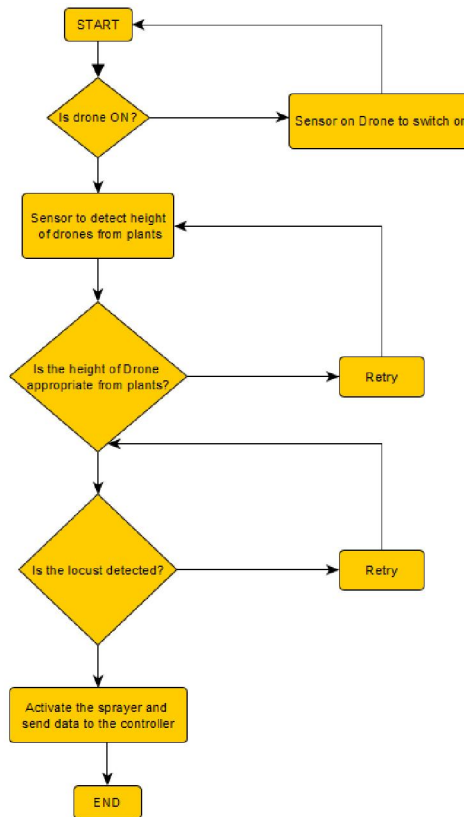 START
Is drone ON?
Sensor on Drone to switch on
Sensor to detect height
of drones from plants
Is the height of Drone
appropriate from plants?
Retry
Is the locust detected?
Retry
Activate the sprayer and
send data to the controller
END